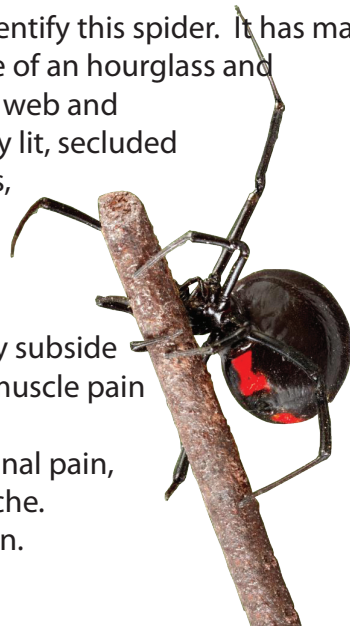 entify this spider. It has ma
e of an hourglass and
web and
y lit, secluded
s,
y subside
muscle pain
nal pain,
che.
n.